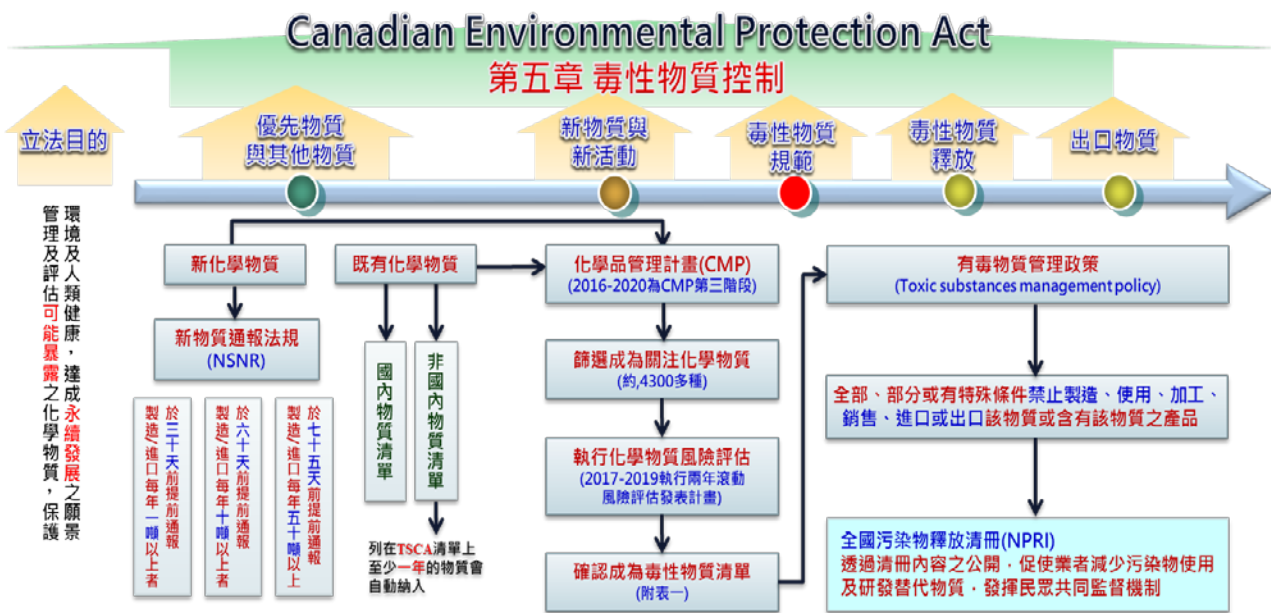 Canadian Environmental Protection Act
第五章 毒性物質控制
立法目的
優先物質
與其他物質
新物質與
新活動
毒性物質
規範
毒性物質
釋放
出口物質
管理及評估可能暴露之化學物質，保護
環境及人類健康，達成永續發展之願景
新化學物質
既有化學物質
化學品管理計畫(CMP)
(2016-2020為CMP第三階段)
有毒物質管理政策
(Toxic substances management policy)
新物質通報法規
(NSNR)
國內物質清單
非國內物質清單
篩選成為關注化學物質
(約,4300多種)
製造/進口每年一噸以上者
於三十天前提前通報
製造/進口每年十噸以上者
於六十天前提前通報
製造/進口每年五十噸以上
於七十五天前提前通報
全部、部分或有特殊條件禁止製造、使用、加工、
銷售、進口或出口該物質或含有該物質之產品
執行化學物質風險評估
(2017-2019執行兩年滾動
風險評估發表計畫)
列在TSCA清單上
至少一年的物質會
自動納入
確認成為毒性物質清單
(附表一)
全國污染物釋放清冊(NPRI)
透過清冊內容之公開，促使業者減少污染物使用
及研發替代物質，發揮民眾共同監督機制